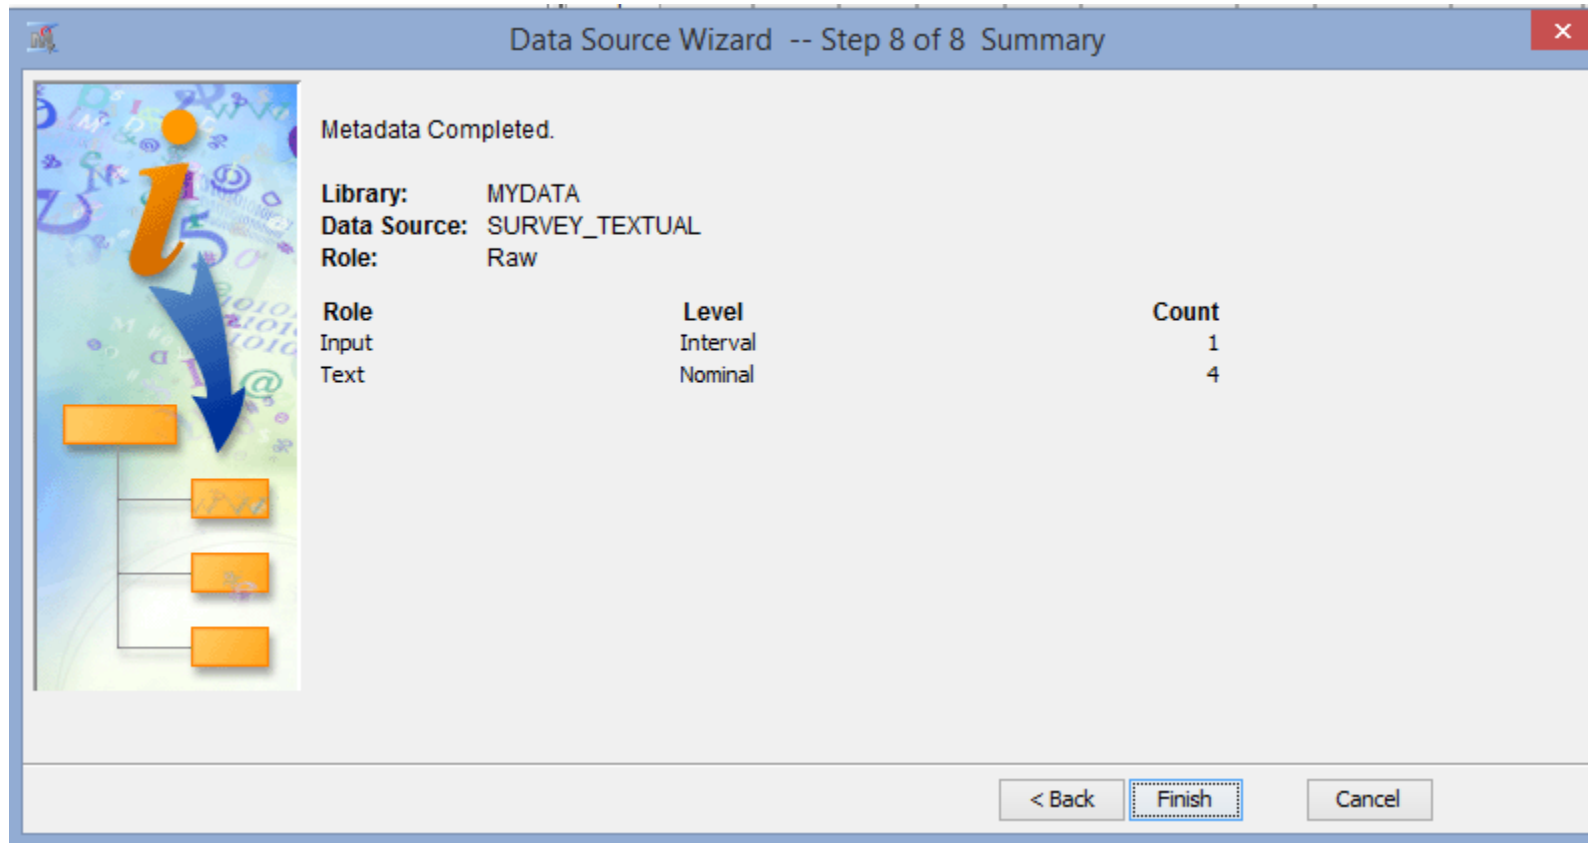 Data Source Wizard -- Step 8 of 8 Summary
Metadata Completed.
Library: MYDATA
Data Source: SURVEY_TEXTUAL
Role: Raw
Role Level Count
Input Interval 1
Text Nominal 4
< Back Finish Cancel